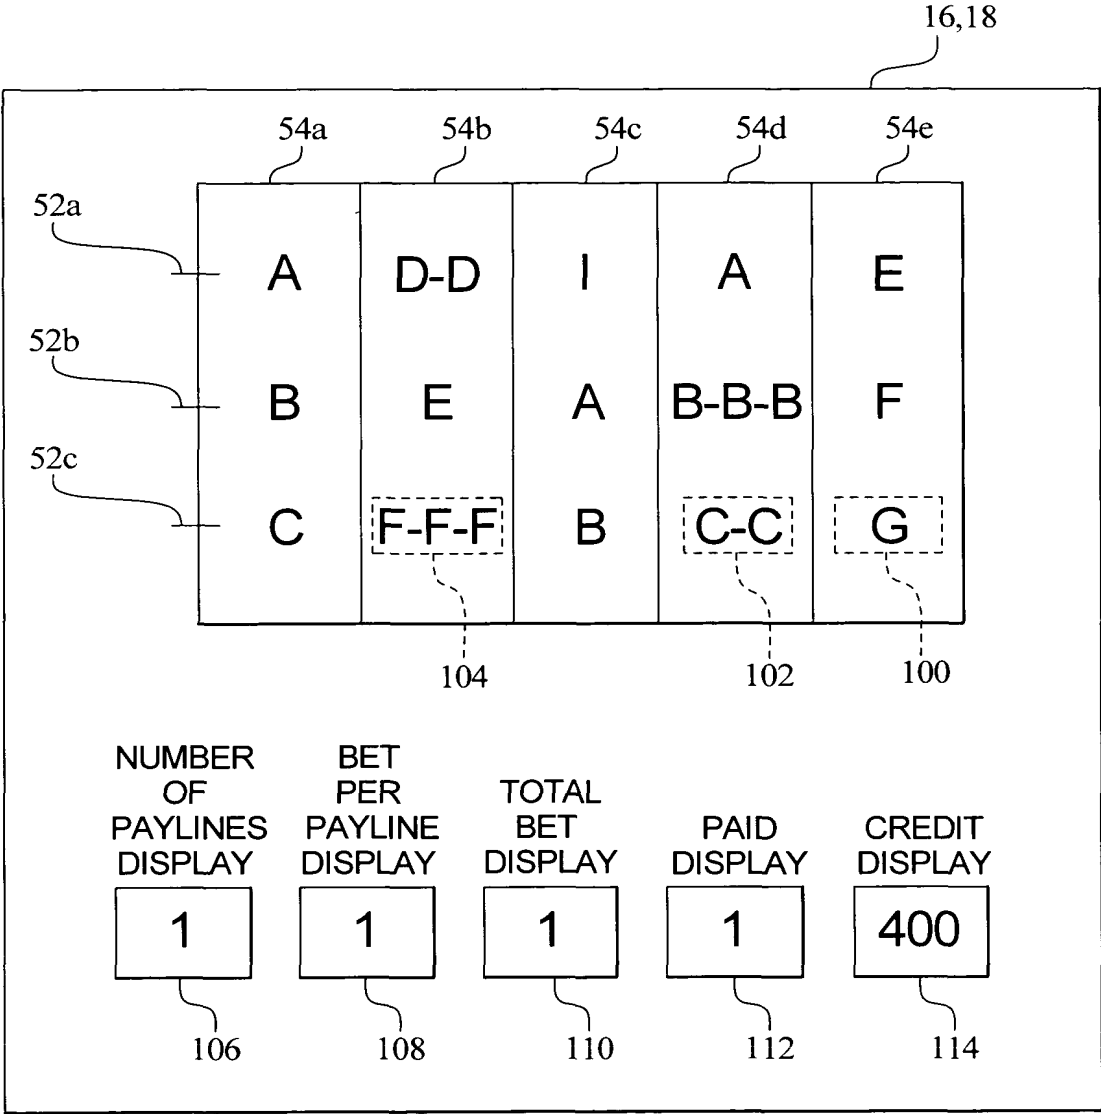 16,18
54a 54b 54c 54d 54e
52a
A D-D I A E
52b
B E A B-B-B F
52c
C F-F-F B C-C G
104 102 100
NUMBER BET
OF PER TOTAL
PAYLINES PAYLINE BET PAID CREDIT
DISPLAY DISPLAY DISPLAY DISPLAY DISPLAY
1 1 1 1 400
106 108 110 112 114